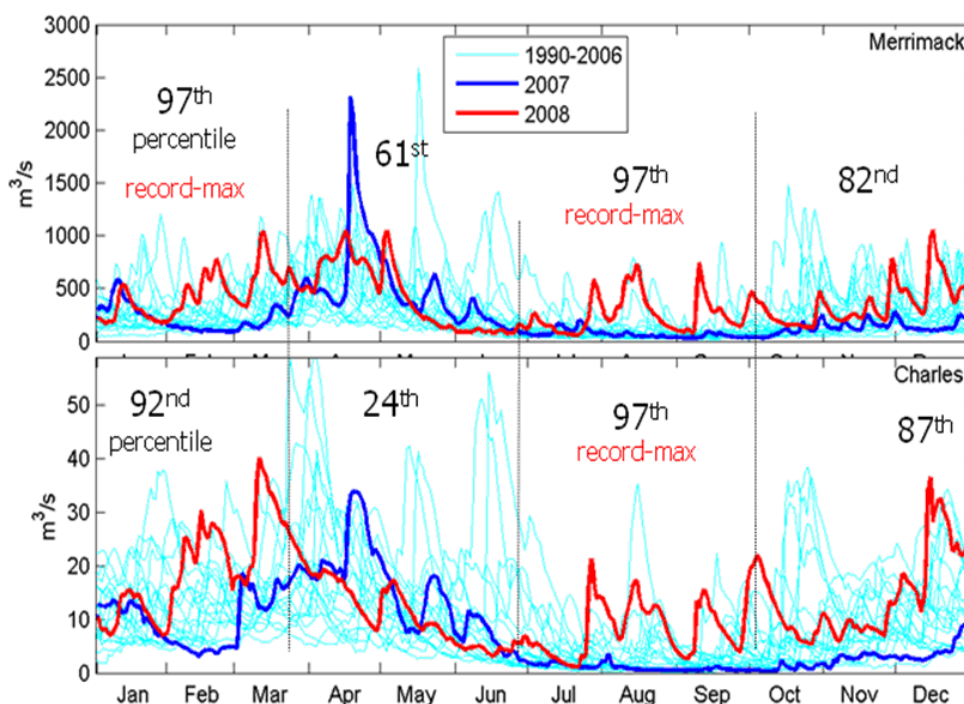 3000
2500
2000
1500
1000
500
0
m³/s
Merrimack
1990-2006
2007
2008
97th
percentile
record-max
61st
97th
record-max
82nd
50
40
30
20
10
0
m³/s
Charles
92nd
percentile
24th
97th
record-max
87th
Jan Feb Mar Apr May Jun Jul Aug Sep Oct Nov Dec